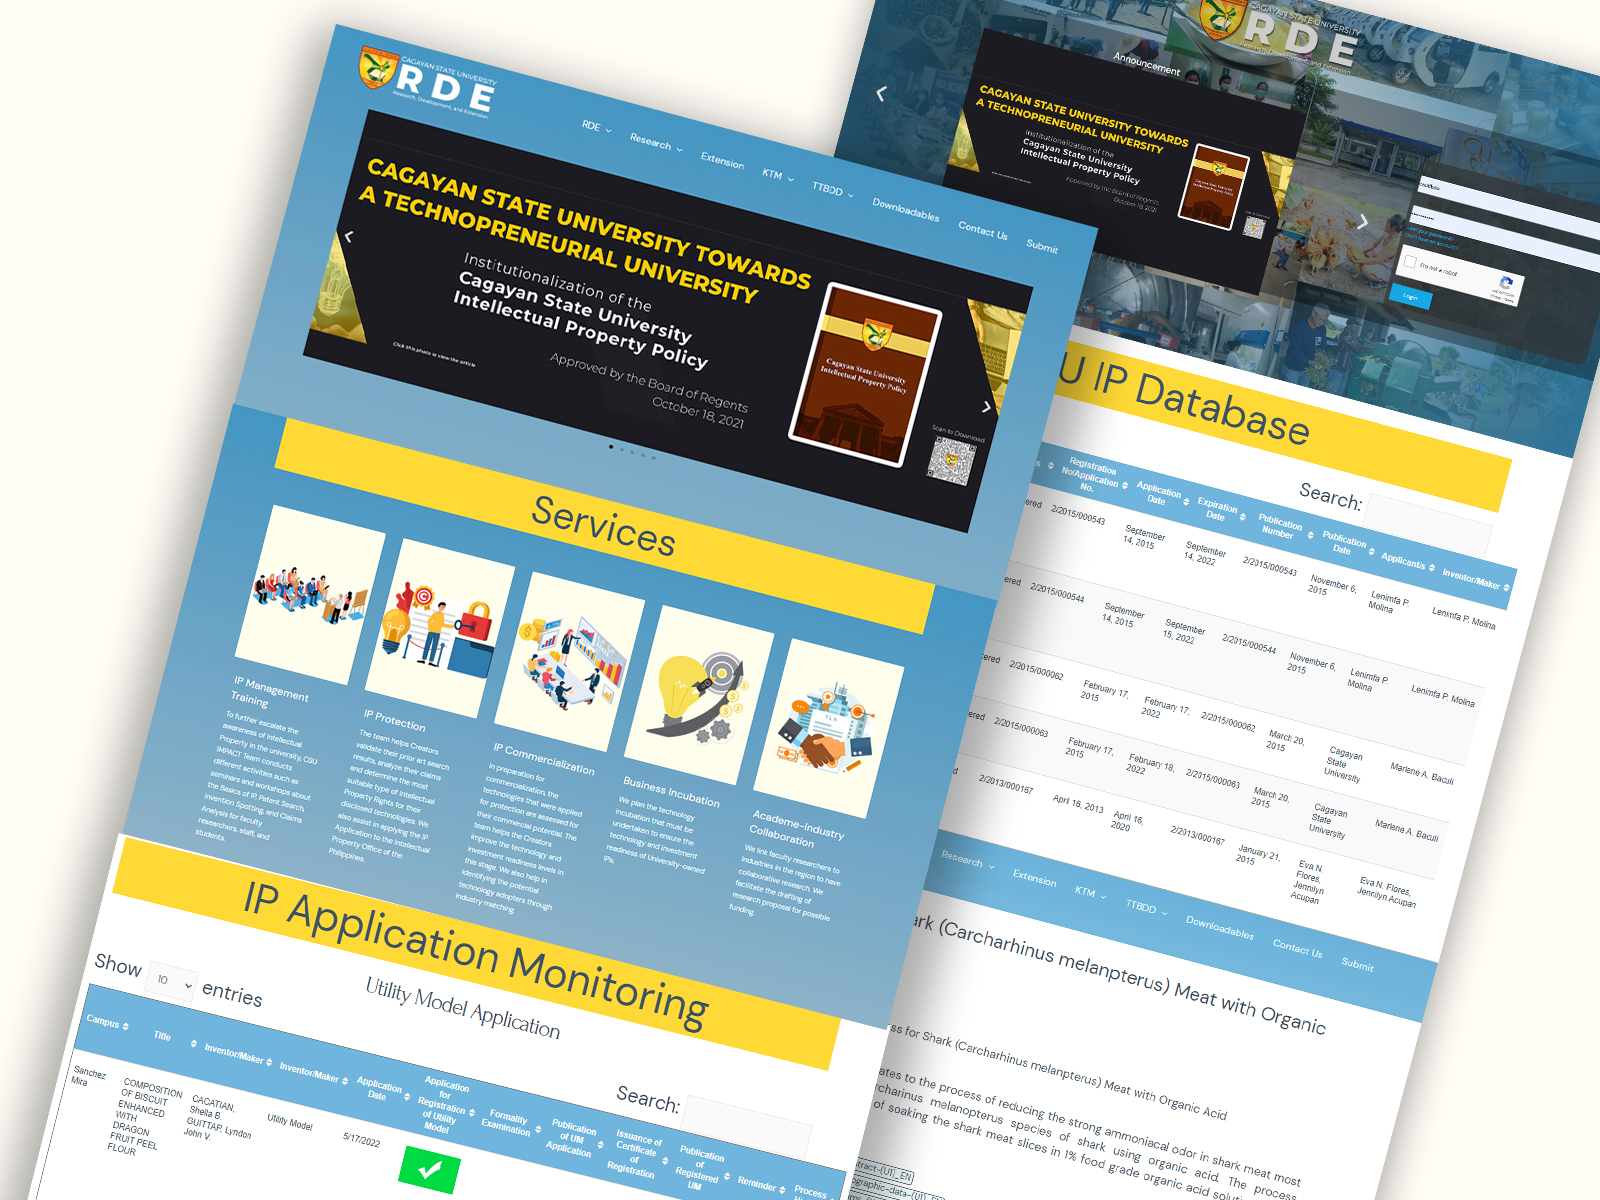 CAGAYAN STATE UNIVERSITY
RDE
Research, Development, and Extension
RDE
Research
Extension
KTM
TTBDD
Downloadables
Contact Us
Submit
CAGAYAN STATE UNIVERSITY TOWARDS
A TECHNOPRENEURIAL UNIVERSITY
Institutionalization of the
Cagayan State University
Intellectual Property Policy
Approved by the Board of Regents
October 18, 2021
Click this photo to view the article
Cagayan State University
Intellectual Property Policy
Scan to Download
Services
IP Management
Training
To further escalate the
awareness of Intellectual
Property in the university, CSU
IMPACT Team conducts
different activities such as
seminars and workshops about
the Basics of IP, Patent Search,
Invention Spotting, and Claims
Analysis for faculty
researchers, staff, and
students.
IP Protection
The team helps Creators
validate their prior art search
results, analyze their claims
and determine the most
suitable type of Intellectual
Property Rights for their
disclosed technologies. We
also assist in applying the IP
Application to the Intellectual
Property Office of the
Philippines.
IP Commercialization
In preparation for
commercialization, the
technologies that were applied
for protection are assessed for
their commercial potential. The
team helps the Creators
improve the technology and
investment readiness levels in
this stage. We also help in
identifying the potential
technology adopters through
industry matching.
Business Incubation
We plan the technology
incubation that must be
undertaken to ensure the
technology and investment
readiness of University-owned
IPs.
TLA
Academe-Industry
Collaboration
We link faculty researchers to
industries in the region to have
collaborative research. We
facilitate the drafting of
research proposal for possible
funding.
IP Application Monitoring
Show 10 entries
Utility Model Application
Search:
Campus
Title
Inventor/Maker
Inventor/Maker
Application
Date
Application
for
Registration
of Utility
Model
Formality
Examination
Publication
of UM
Application
Issuance of
Certificate
of
Registration
Publication
of
Registered
UM
Reminder
Process
Sanchez
Mira
COMPOSITION
OF BISCUIT
ENHANCED
WITH
DRAGON
FRUIT PEEL
FLOUR
CACATIAN,
Sheila B.
GUITTAP, Lyndon
John V.
Utility Model
5/17/2022
CAGAYAN STATE UNIVERSITY
RDE
Research, Development, and Extension
Announcement
CAGAYAN STATE UNIVERSITY TOWARDS
A TECHNOPRENEURIAL UNIVERSITY
Institutionalization of the
Cagayan State University
Intellectual Property Policy
Approved by the Board of Regents
October 18, 2021
Lost your password?
Don't have an account?
I'm not a robot
reCAPTCHA
Login
U IP Database
Search:
s
Registration
No/Application
No.
Application
Date
Expiration
Date
Publication
Number
Publication
Date
Applicant/s
Inventor/Maker
ered
2/2015/000543
September
14, 2015
September
14, 2022
2/2015/000543
November 6,
2015
Lenimfa P.
Molina
Lenimfa P. Molina
ered
2/2015/000544
September
14, 2015
September
15, 2022
2/2015/000544
November 6,
2015
Lenimfa P.
Molina
Lenimfa P. Molina
ered
2/2015/000062
February 17,
2015
February 17,
2022
2/2015/000062
March 20,
2015
Cagayan
State
University
Marlene A. Baculi
ered
2/2015/000063
February 17,
2015
February 18,
2022
2/2015/000063
March 20,
2015
Cagayan
State
University
Marlene A. Baculi
d
2/2013/000167
April 18, 2013
April 16,
2020
2/2013/000167
January 21,
2015
Eva N.
Flores,
Jennilyn
Acupan
Eva N. Flores,
Jennilyn Acupan
Research
Extension
KTM
TTBDD
Downloadables
Contact Us
Submit
ark (Carcharhinus melanpterus) Meat with Organic
ss for Shark (Carcharhinus melanpterus) Meat with Organic Acid
ates to the process of reducing the strong ammoniacal odor in shark meat most
charinus melanopterus species of shark using organic acid. The process
of soaking the shark meat slices in 1% food grade organic acid soluti
stract-(U1)_EN